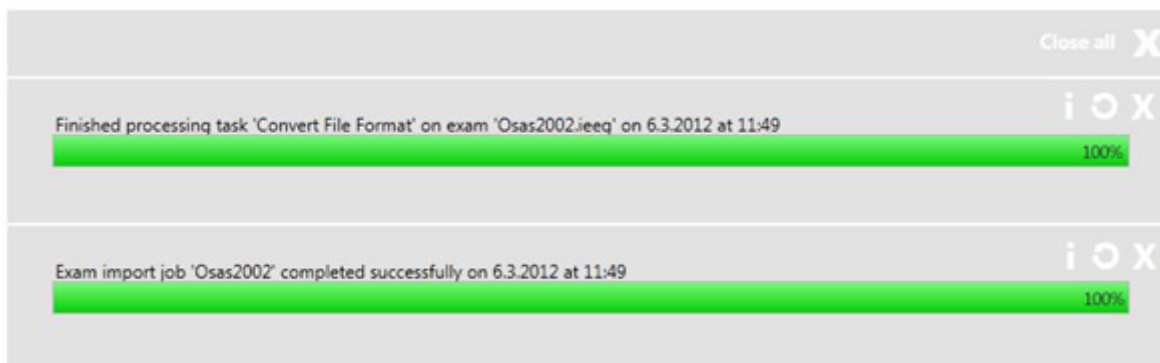 Close all X
i X
Finished processing task 'Convert File Format' on exam 'Osas2002.ieeg' on 6.3.2012 at 11:49
100%
i X
Exam import job 'Osas2002' completed successfully on 6.3.2012 at 11:49
100%